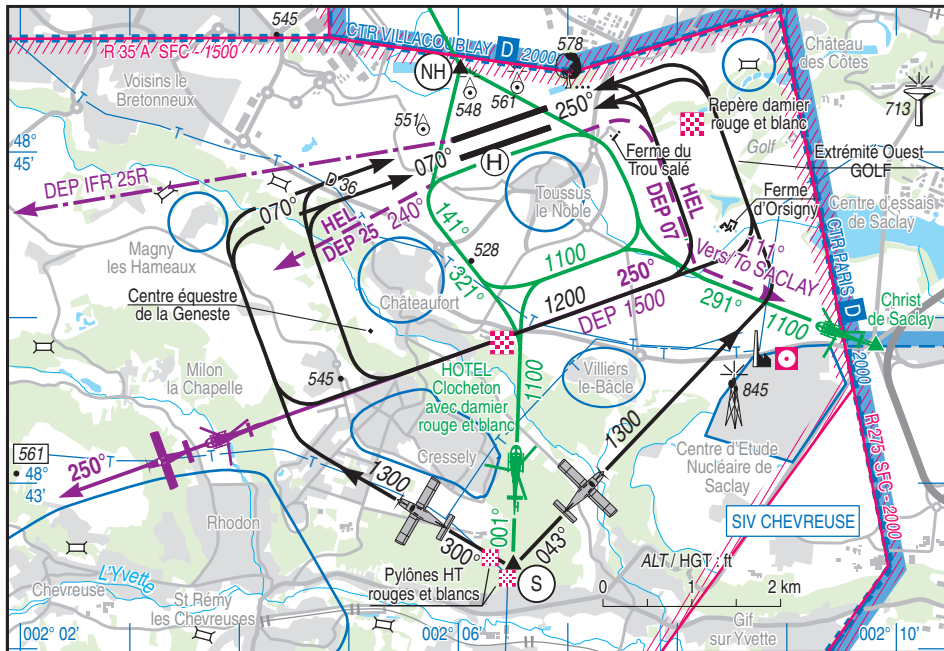 545
CTR VILLACOUBLAY D 2000
R 35 A SFC - 1500
578
Château
des Côtes
Voisins le
Bretonneux
NH
548
561
713
551
250°
Repère damier
rouge et blanc
Golf
48°
45'
070°
H
Ferme du
Trou salé
Extrémité Ouest
GOLF
DEP IFR 25R
D 36
070°
HEL
DEP 25
240°
Toussus
le Noble
HEL
DEP 07
Ferme
d'Orsigny
Centre d'essais
de Saclay
CTR PARIS D 2000
Magny
les Hameaux
141°
321°
528
1100
250°
Vers/To SACLAY
111°
291°
1100
Christ
de Saclay
Centre équestre
de la Geneste
Châteaufort
1200
DEP 1500
Milon
la Chapelle
545
HOTEL
Clocheton
avec damier
rouge et blanc
1100
Villiers
le-Bâcle
845
R 275 SFC - 2000
561
48°
43'
250°
1300
Cressely
1300
Centre d'Etude
Nucléaire de
Saclay
Rhodon
SIV CHEVREUSE
300°
001°
043°
S
ALT / HGT : ft
Pylônes HT
rouges et blancs
0 1 2 km
L'Yvette
Chevreuse
St Rémy
les Chevreuses
Gif
sur Yvette
002° 02'
002° 06'
002° 10'